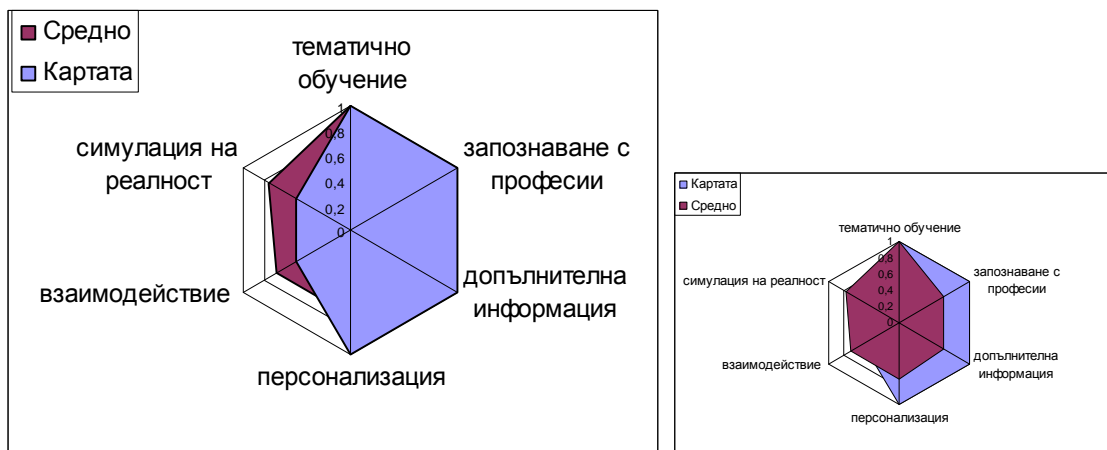 Средно
Картата
тематично
обучение
симулация на
реалност
запознаване с
професии
1
0,8
0,6
0,4
0,2
0
взаимодействие
допълнителна
информация
персонализация
Картата
Средно
тематично обучение
симулация на реалност
запознаване с
професии
1
0,8
0,6
0,4
0,2
0
взаимодействие
допълнителна
информация
персонализация